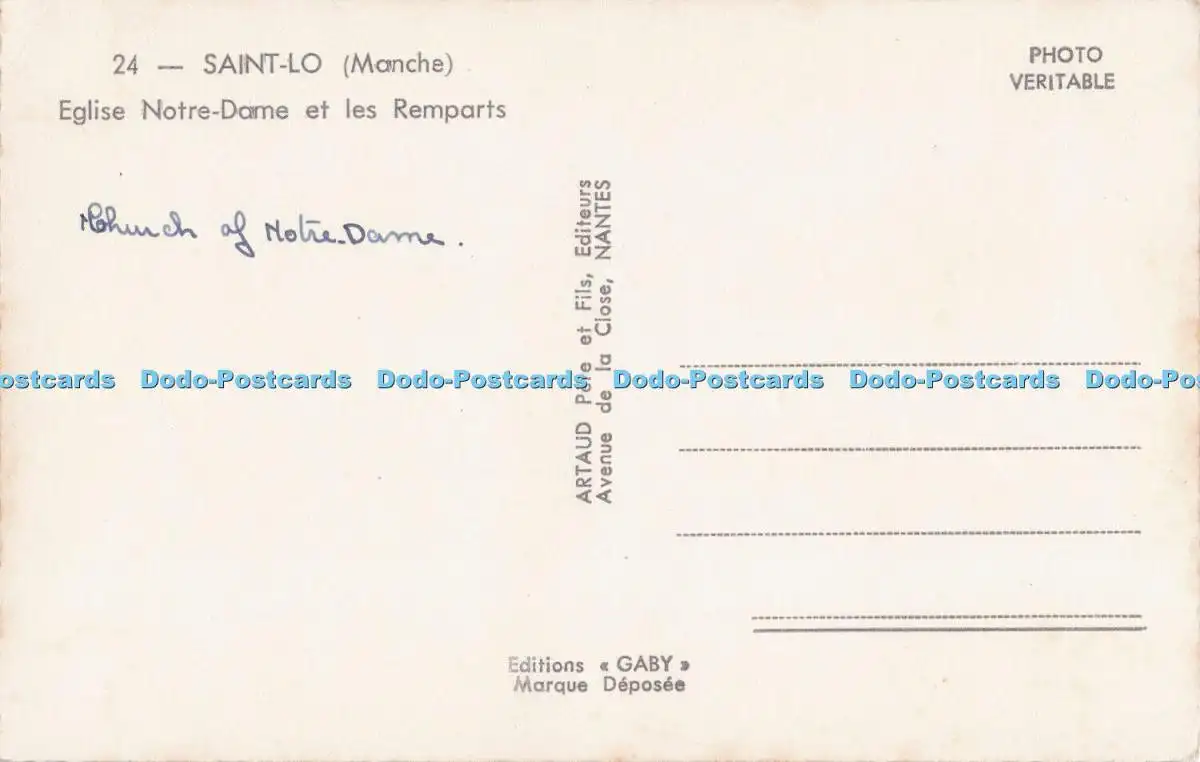 24 — SAINT-LO (Manche)
Eglise Notre-Dame et les Remparts
PHOTO
VERITABLE
Church of Notre-Dame.
ARTAUD Père et Fils, Editeurs
Avenue de la Close, NANTES
ostcards Dodo-Postcards Dodo-Postcards Dodo-Postcards Dodo-Postcards Dodo-Po
Editions « GABY »
Marque Déposée